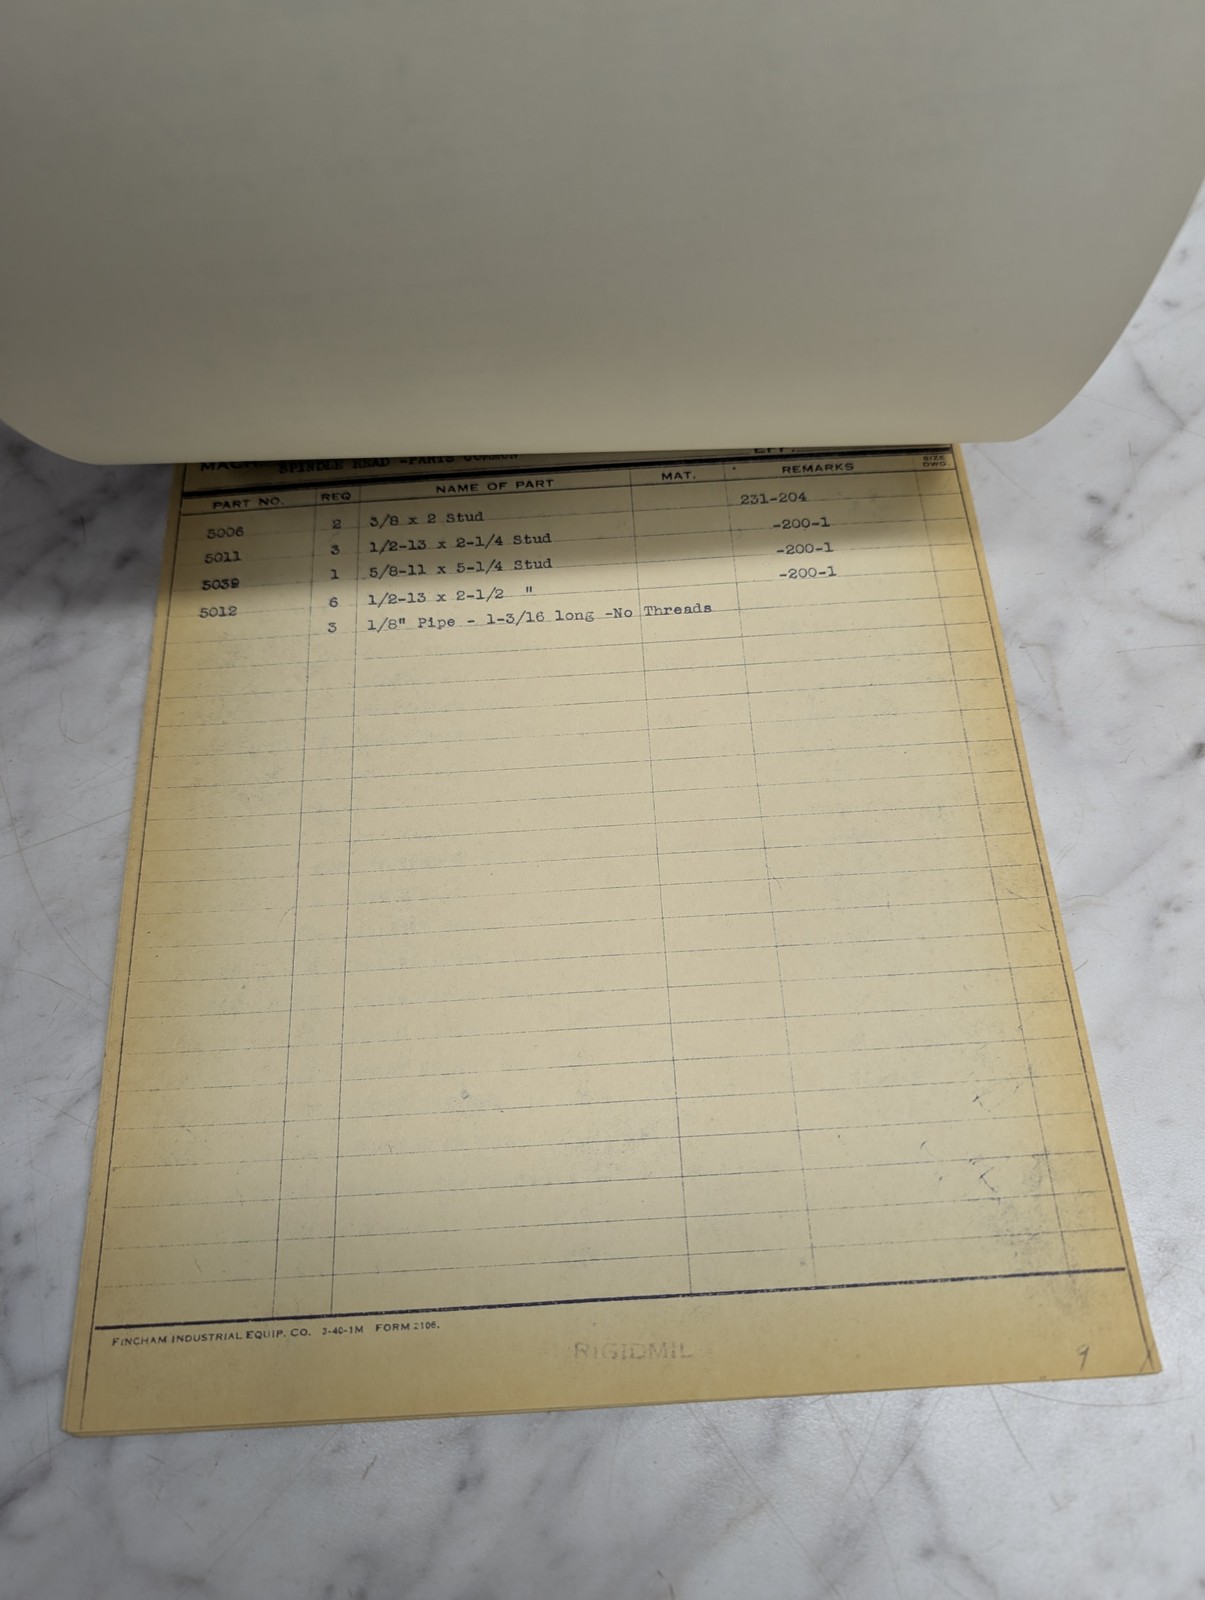 SPINDLE HEAD -PARTS COMMON
PART NO. REQ NAME OF PART MAT. REMARKS SIZE DWG.
5006 2 3/8 x 2 Stud 231-204
5011 3 1/2-13 x 2-1/4 Stud -200-1
5039 1 5/8-11 x 5-1/4 Stud -200-1
5012 6 1/2-13 x 2-1/2 " -200-1
3 1/8" Pipe - 1-3/16 long -No Threads
FINCHAM INDUSTRIAL EQUIP. CO. 3-40-1M FORM 2106.
RIGIDMIL
9